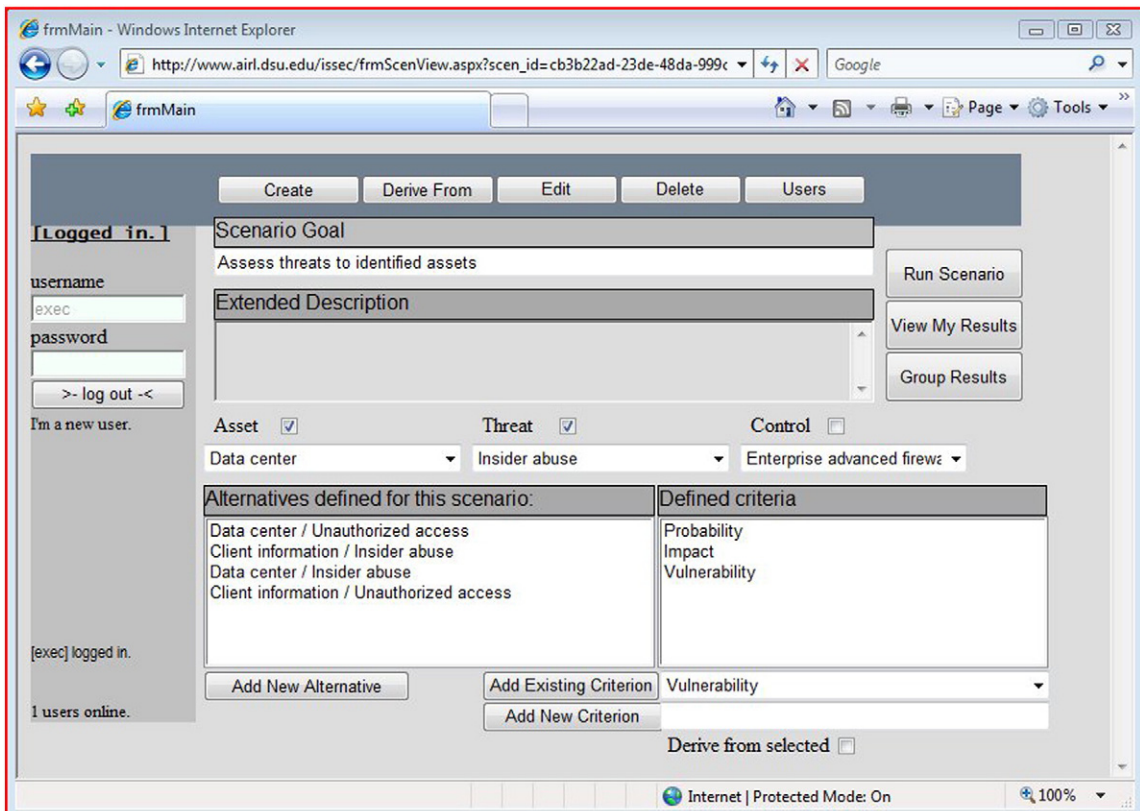 frmMain - Windows Internet Explorer
http://www.airl.dsu.edu/issec/frmScenView.aspx?scen_id=cb3b22ad-23de-48da-999c
Google
frmMain
Page
Tools
Create
Derive From
Edit
Delete
Users
[Logged in.]
username
exec
password
>- log out -<
I'm a new user.
[exec] logged in.
1 users online.
Scenario Goal
Assess threats to identified assets
Extended Description
Run Scenario
View My Results
Group Results
Asset
Threat
Control
Data center
Insider abuse
Enterprise advanced firewa
Alternatives defined for this scenario:
Data center / Unauthorized access
Client information / Insider abuse
Data center / Insider abuse
Client information / Unauthorized access
Defined criteria
Probability
Impact
Vulnerability
Add New Alternative
Add Existing Criterion
Vulnerability
Add New Criterion
Derive from selected
Internet | Protected Mode: On
100%